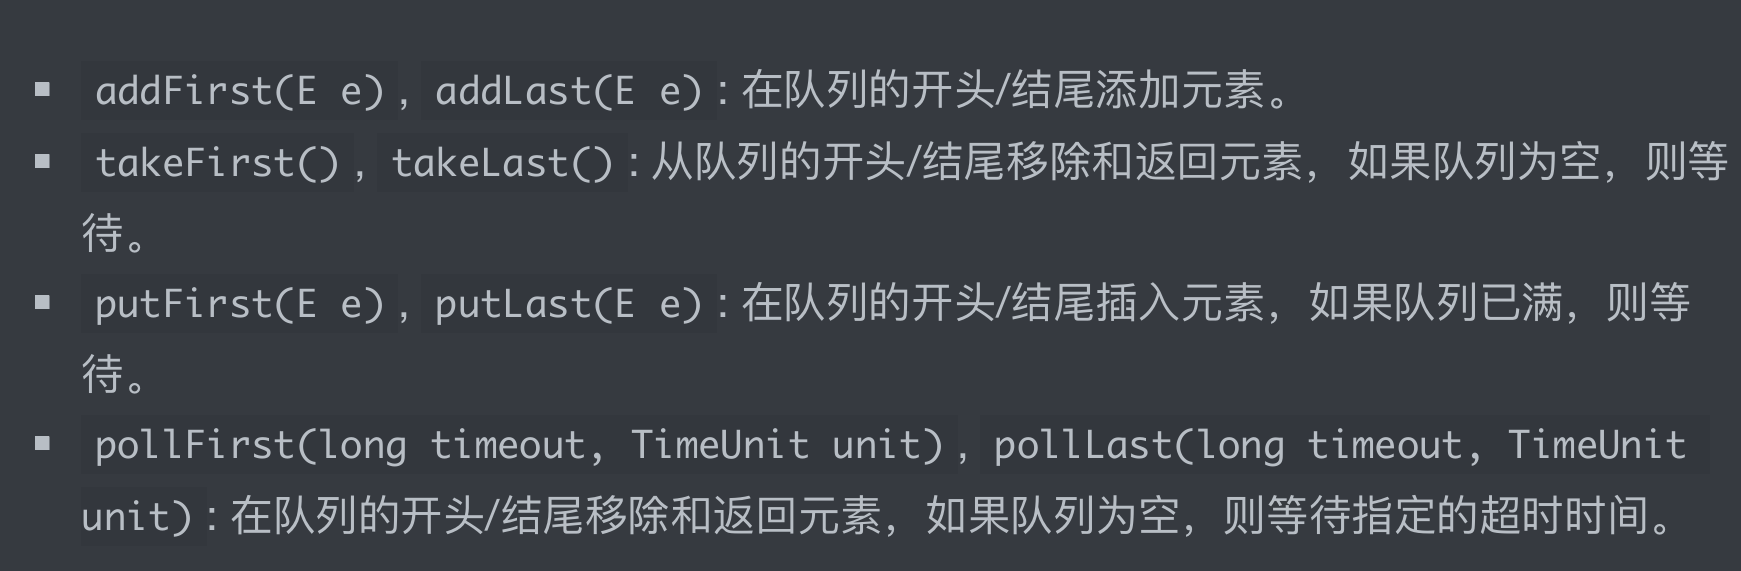 addFirst(E e), addLast(E e): 在队列的开头/结尾添加元素。
takeFirst(), takeLast(): 从队列的开头/结尾移除和返回元素，如果队列为空，则等
待。
putFirst(E e), putLast(E e): 在队列的开头/结尾插入元素，如果队列已满，则等
待。
pollFirst(long timeout, TimeUnit unit), pollLast(long timeout, TimeUnit
unit): 在队列的开头/结尾移除和返回元素，如果队列为空，则等待指定的超时时间。